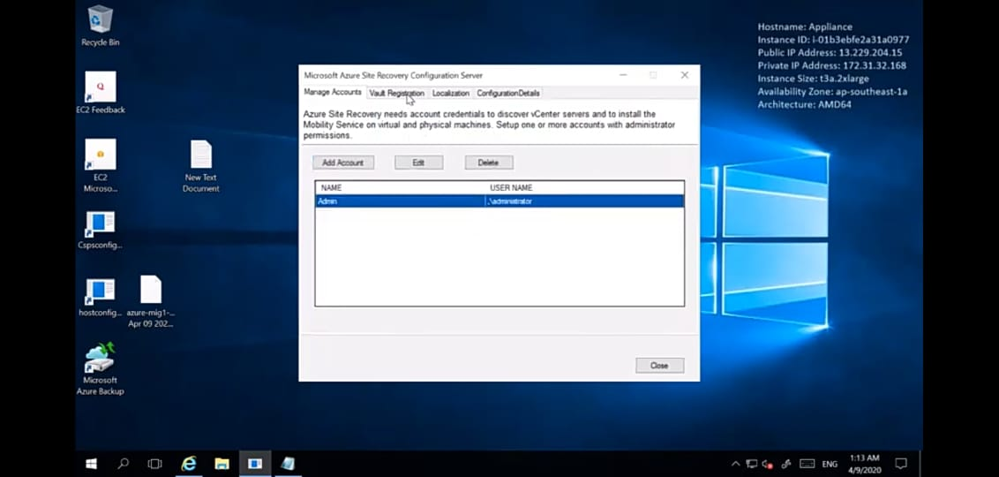 Recycle Bin
EC2 Feedback
EC2
Microso...
New Text
Document
Cspsconfig...
hostconfig...
azure-mig1-...
Apr 09 202...
Microsoft
Azure Backup
Hostname: Appliance
Instance ID: i-01b3ebfe2a31a0977
Public IP Address: 13.229.204.15
Private IP Address: 172.31.32.168
Instance Size: t3a.2xlarge
Availability Zone: ap-southeast-1a
Architecture: AMD64
Microsoft Azure Site Recovery Configuration Server
Manage Accounts Vault Registration Localization ConfigurationDetails
Azure Site Recovery needs account credentials to discover vCenter servers and to install the
Mobility Service on virtual and physical machines. Setup one or more accounts with administrator
permissions.
Add Account Edit Delete
NAME USER NAME
Admin .\administrator
Close
ENG
1:13 AM
4/9/2020